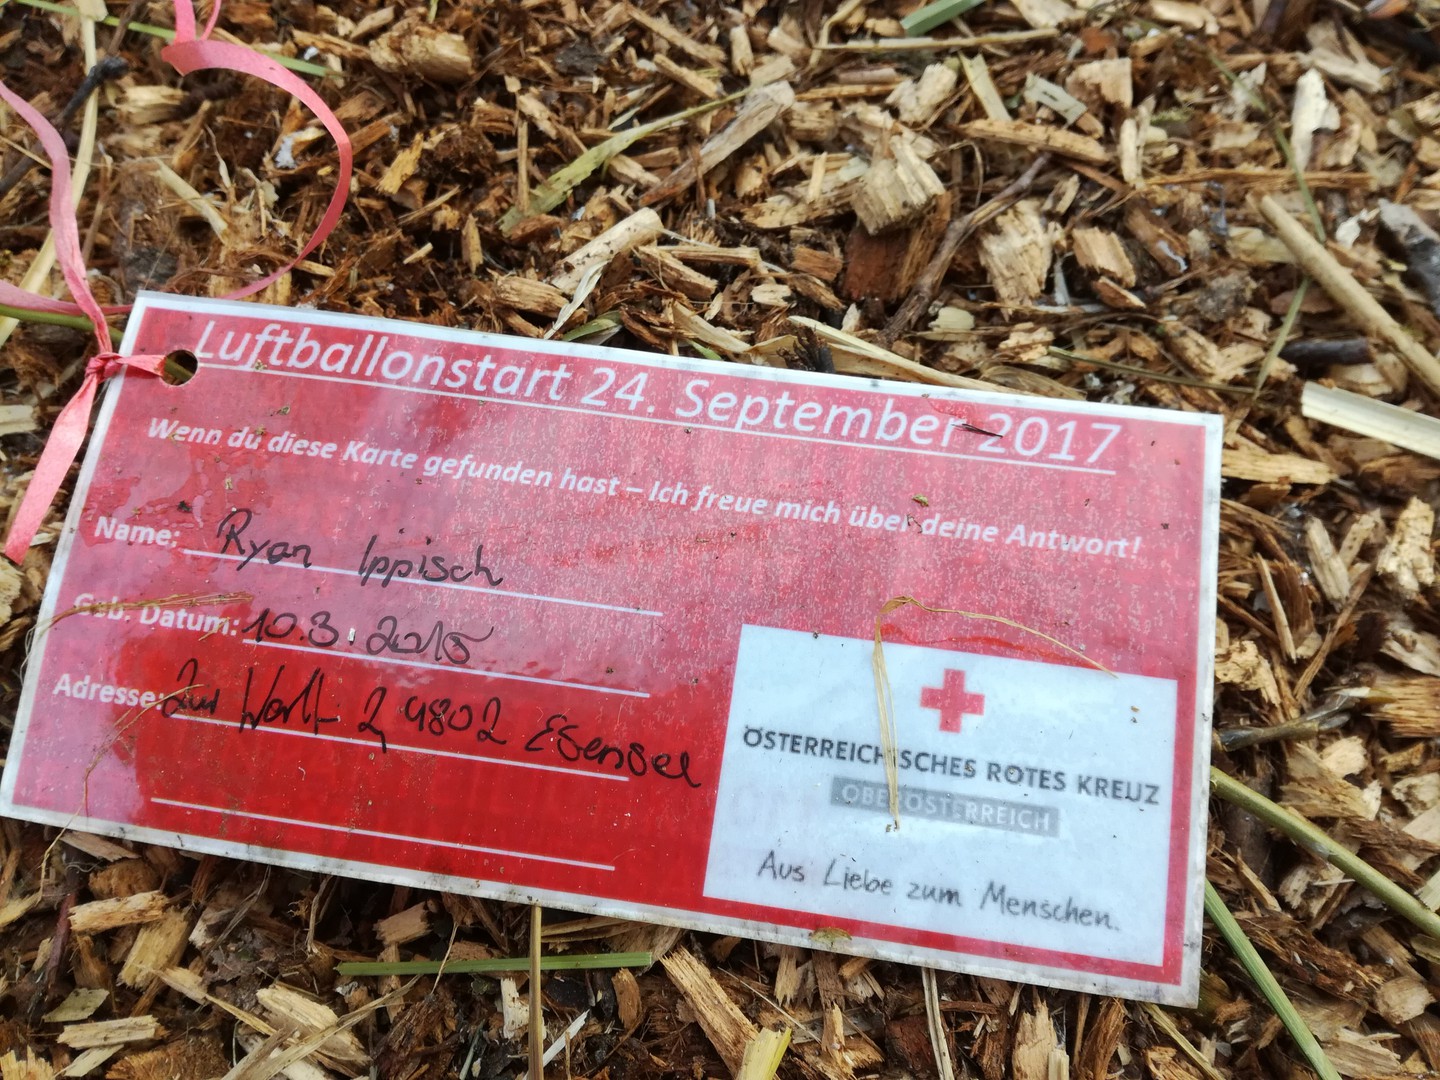 Luftballonstart 24. September 2017
Wenn du diese Karte gefunden hast – Ich freue mich über deine Antwort!
Name: Ryan Ippisch
Geb. Datum: 10.3.2015
Adresse: 2, 4802 Ebensee
ÖSTERREICHISCHES ROTES KREUZ
OBERÖSTERREICH
Aus Liebe zum Menschen.